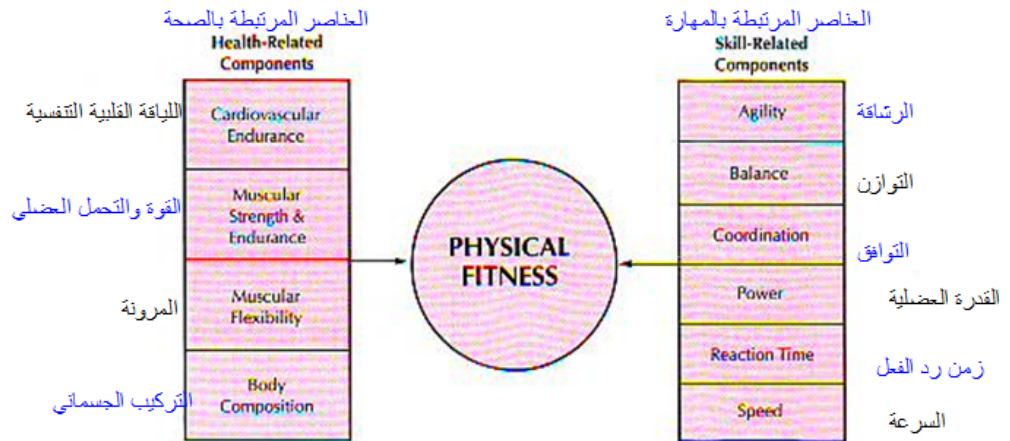 العناصر المرتبطة بالصحة
Health-Related
Components
اللياقة القلبية التنفسية
Cardiovascular
Endurance
القوة والتحمل العضلي
Muscular
Strength &
Endurance
المرونة
Muscular
Flexibility
التركيب الجسماني
Body
Composition
PHYSICAL
FITNESS
العناصر المرتبطة بالمهارة
Skill-Related
Components
Agility
الرشاقة
Balance
التوازن
Coordination
التوافق
Power
القدرة العضلية
Reaction Time
زمن رد الفعل
Speed
السرعة